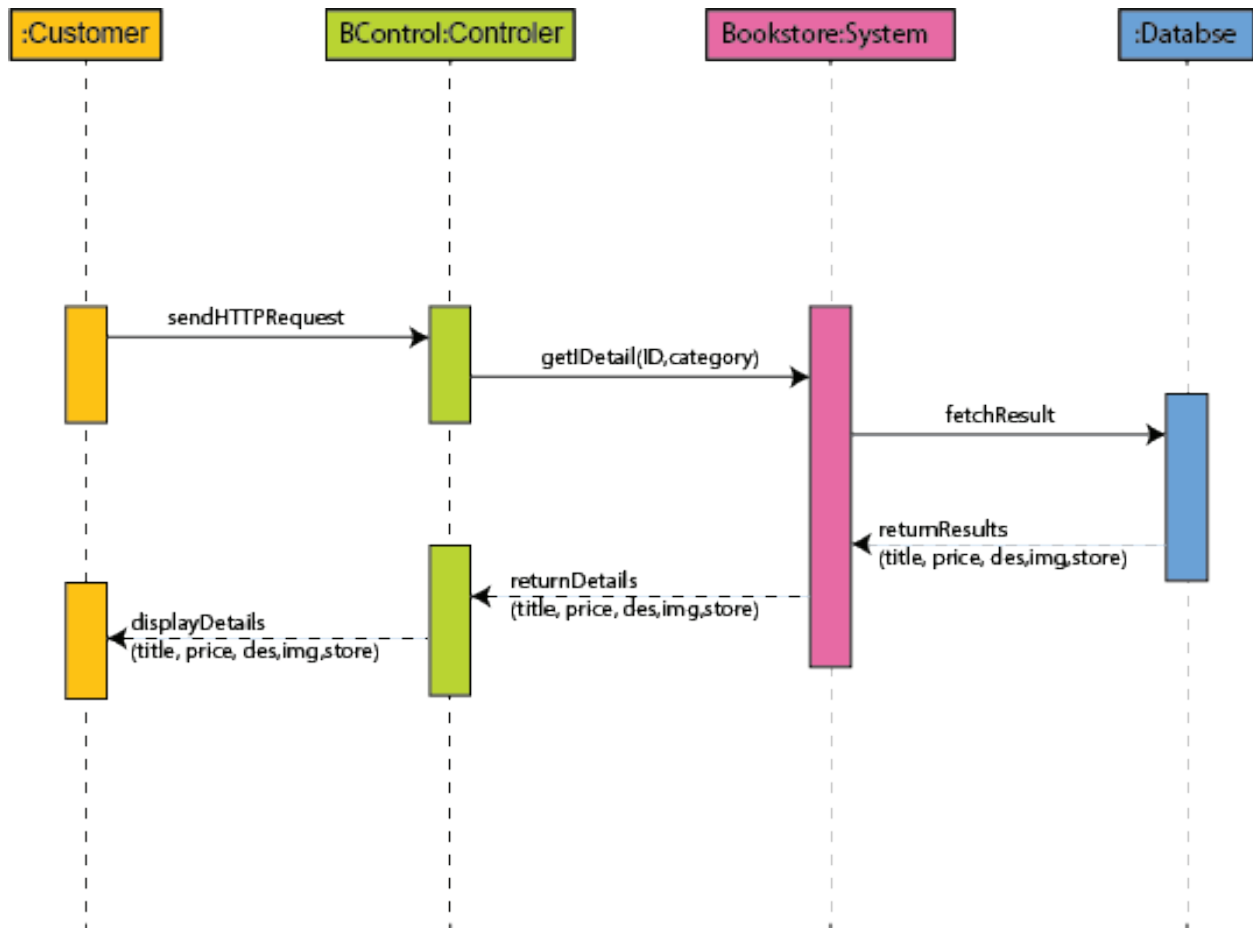 :Customer
BControl:Controler
Bookstore:System
:Databse
sendHTTPRequest
getIDetail(ID,category)
fetchResult
returnResults
(title, price, des,img,store)
returnDetails
(title, price, des,img,store)
displayDetails
(title, price, des,img,store)